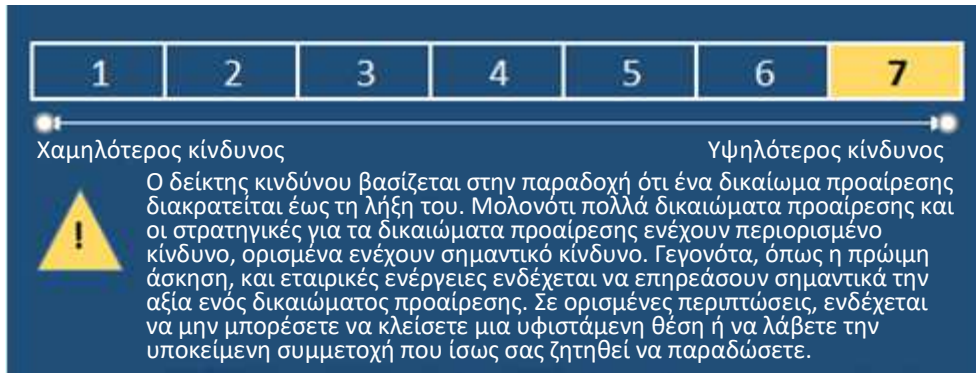 1 2 3 4 5 6 7
Χαμηλότερος κίνδυνος Υψηλότερος κίνδυνος
Ο δείκτης κινδύνου βασίζεται στην παραδοχή ότι ένα δικαίωμα προαίρεσης
διακρατείται έως τη λήξη του. Μολονότι πολλά δικαιώματα προαίρεσης και
οι στρατηγικές για τα δικαιώματα προαίρεσης ενέχουν περιορισμένο
κίνδυνο, ορισμένα ενέχουν σημαντικό κίνδυνο. Γεγονότα, όπως η πρώιμη
άσκηση, και εταιρικές ενέργειες ενδέχεται να επηρεάσουν σημαντικά την
αξία ενός δικαιώματος προαίρεσης. Σε ορισμένες περιπτώσεις, ενδέχεται
να μην μπορέσετε να κλείσετε μια υφιστάμενη θέση ή να λάβετε την
υποκείμενη συμμετοχή που ίσως σας ζητηθεί να παραδώσετε.
!